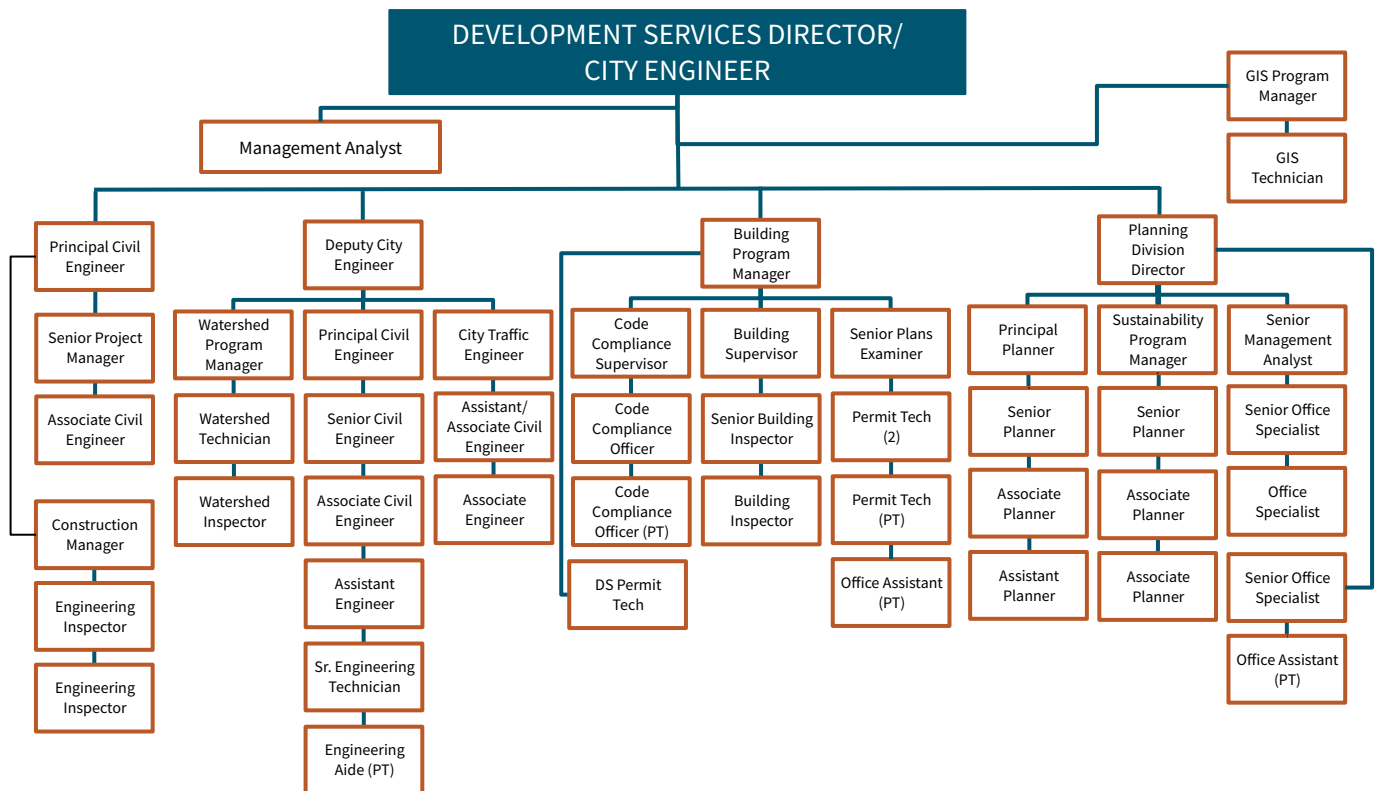 DEVELOPMENT SERVICES DIRECTOR/
CITY ENGINEER
GIS Program
Manager
GIS
Technician
Management Analyst
Principal Civil
Engineer
Senior Project
Manager
Associate Civil
Engineer
Construction
Manager
Engineering
Inspector
Engineering
Inspector
Deputy City
Engineer
Watershed
Program
Manager
Watershed
Technician
Watershed
Inspector
Principal Civil
Engineer
Senior Civil
Engineer
Associate Civil
Engineer
Assistant
Engineer
Sr. Engineering
Technician
Engineering
Aide (PT)
City Traffic
Engineer
Assistant/
Associate Civil
Engineer
Associate
Engineer
Building
Program
Manager
Code
Compliance
Supervisor
Code
Compliance
Officer
Code
Compliance
Officer (PT)
DS Permit
Tech
Building
Supervisor
Senior Building
Inspector
Building
Inspector
Senior Plans
Examiner
Permit Tech
(2)
Permit Tech
(PT)
Office Assistant
(PT)
Planning
Division
Director
Principal
Planner
Senior
Planner
Associate
Planner
Assistant
Planner
Sustainability
Program
Manager
Senior
Planner
Associate
Planner
Associate
Planner
Senior
Management
Analyst
Senior Office
Specialist
Office
Specialist
Senior Office
Specialist
Office Assistant
(PT)